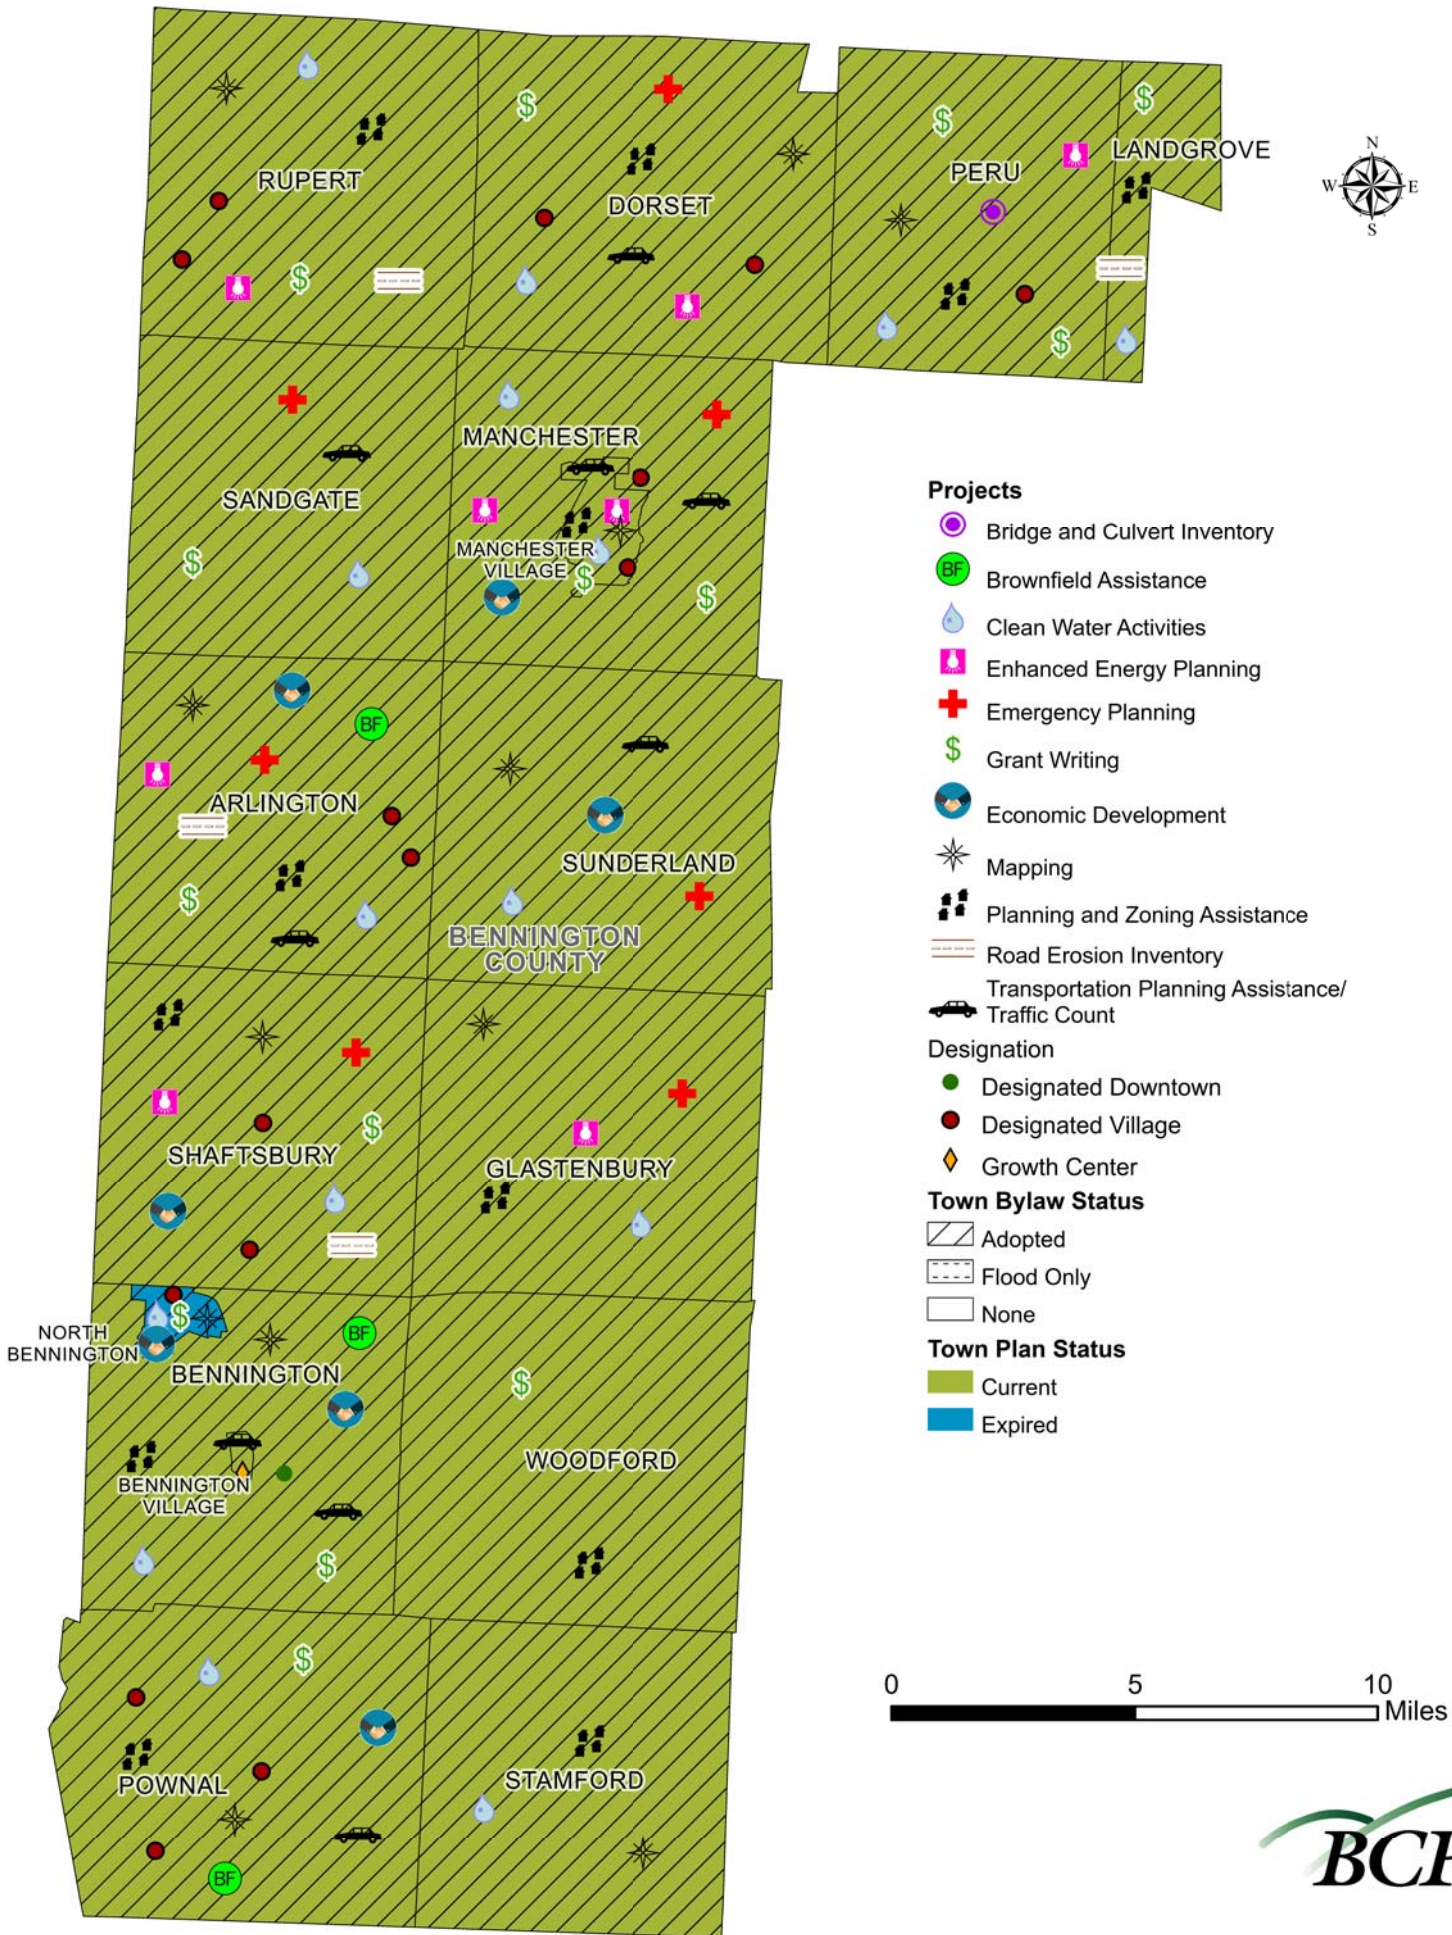 RUPERT
DORSET
PERU
LANDGROVE
N
W
E
S
SANDGATE
MANCHESTER
MANCHESTER
VILLAGE
ARLINGTON
BF
SUNDERLAND
BENNINGTON
COUNTY
SHAFTSBURY
GLASTENBURY
NORTH
BENNINGTON
BENNINGTON
BF
BENNINGTON
VILLAGE
WOODFORD
POWNAL
BF
STAMFORD
Projects
Bridge and Culvert Inventory
BF Brownfield Assistance
Clean Water Activities
Enhanced Energy Planning
Emergency Planning
$ Grant Writing
Economic Development
Mapping
Planning and Zoning Assistance
Road Erosion Inventory
Transportation Planning Assistance/
Traffic Count
Designation
Designated Downtown
Designated Village
Growth Center
Town Bylaw Status
Adopted
Flood Only
None
Town Plan Status
Current
Expired
0 5 10
Miles